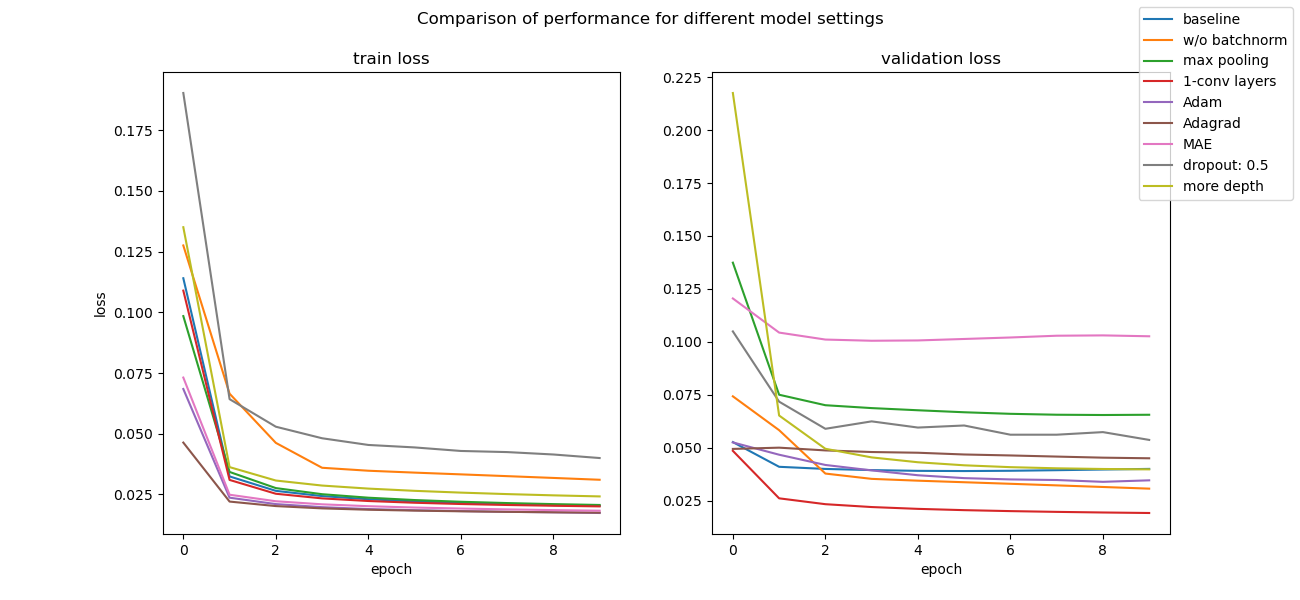 Comparison of performance for different model settings
train loss
0.175
0.150
0.125
0.100
0.075
0.050
0.025
loss
0 2 4 6 8
epoch
validation loss
0.225
0.200
0.175
0.150
0.125
0.100
0.075
0.050
0.025
0 2 4 6 8
epoch
baseline
w/o batchnorm
max pooling
1-conv layers
Adam
Adagrad
MAE
dropout: 0.5
more depth